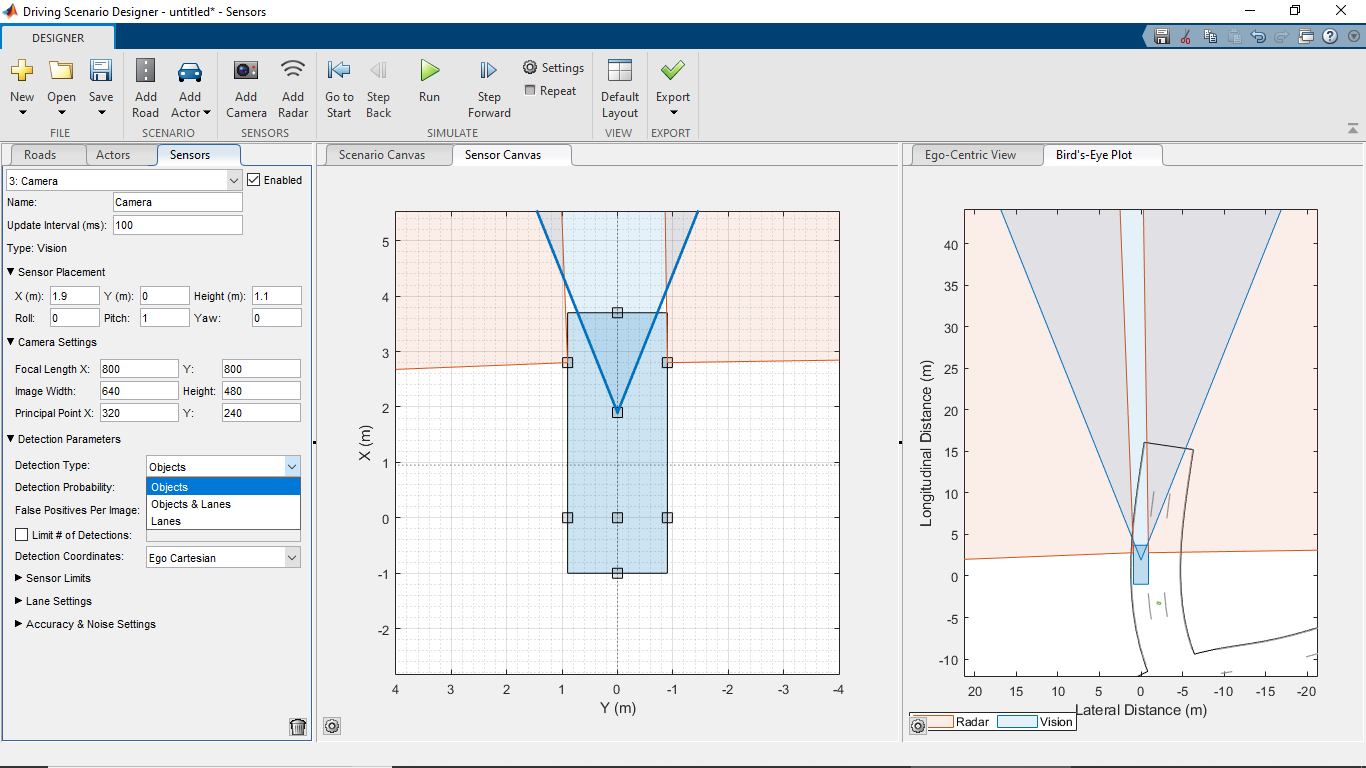 Driving Scenario Designer - untitled* - Sensors
DESIGNER
New
Open
Save
Add Road
Add Actor
Add Camera
Add Radar
Go to Start
Step Back
Run
Step Forward
Settings
Repeat
Default Layout
Export
FILE
SCENARIO
SENSORS
SIMULATE
VIEW
EXPORT
Roads
Actors
Sensors
3: Camera
Enabled
Name: Camera
Update Interval (ms): 100
Type: Vision
Sensor Placement
X (m): 1.9 Y (m): 0 Height (m): 1.1
Roll: 0 Pitch: 1 Yaw: 0
Camera Settings
Focal Length X: 800 Y: 800
Image Width: 640 Height: 480
Principal Point X: 320 Y: 240
Detection Parameters
Detection Type: Objects
Detection Probability: Objects
Objects & Lanes
False Positives Per Image:
Lanes
Limit # of Detections:
Detection Coordinates: Ego Cartesian
Sensor Limits
Lane Settings
Accuracy & Noise Settings
Scenario Canvas
Sensor Canvas
5
4
3
2
1
0
-1
-2
X (m)
4 3 2 1 0 -1 -2 -3 -4
Y (m)
Ego-Centric View
Bird's-Eye Plot
40
35
30
25
20
15
10
5
0
-5
-10
Longitudinal Distance (m)
20 15 10 5 0 -5 -10 -15 -20
Lateral Distance (m)
Radar Vision